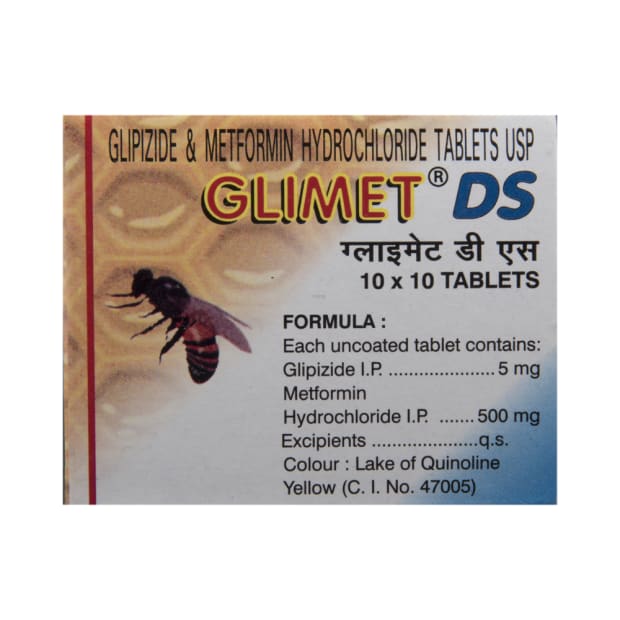 GLIPIZIDE & METFORMIN HYDROCHLORIDE TABLETS USP
GLIMET® DS
ग्लाइमेट डी एस
10 x 10 TABLETS
FORMULA :
Each uncoated tablet contains:
Glipizide I.P. ..................... 5 mg
Metformin
Hydrochloride I.P. ....... 500 mg
Excipients .....................q.s.
Colour : Lake of Quinoline
Yellow (C. I. No. 47005)